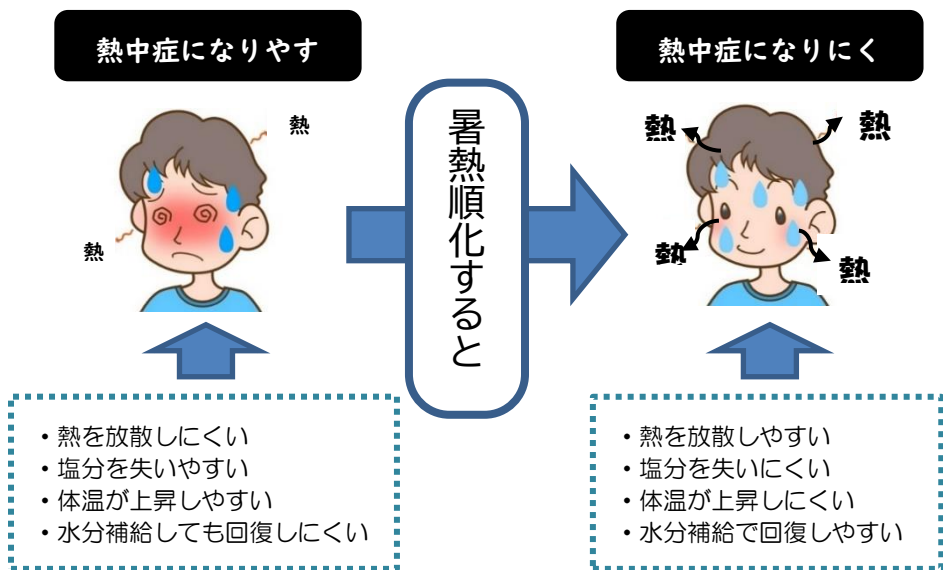 熱中症になりやす
熱中症になりにく
熱
熱
暑熱順化すると
熱
熱
熱
熱
・熱を放散しにくい
・塩分を失いやすい
・体温が上昇しやすい
・水分補給しても回復しにくい
・熱を放散しやすい
・塩分を失いにくい
・体温が上昇しにくい
・水分補給で回復しやすい